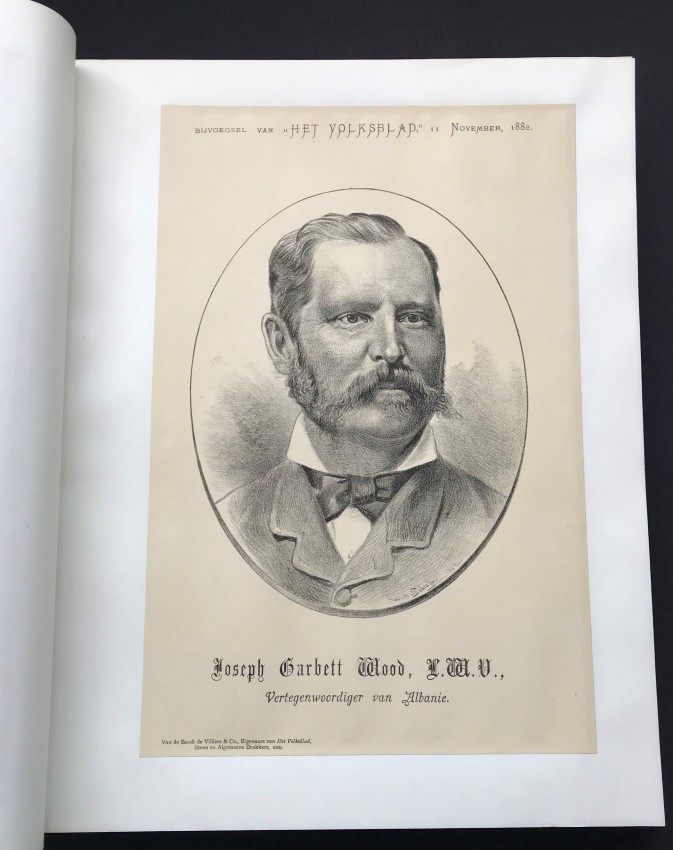 BIJVOEGSEL VAN "HET VOLKSBLAD," 11 NOVEMBER, 1882.
Joseph Garbett Wood, L.W.V.,
Vertegenwoordiger van Albanie.
Van de Sandt de Villiers & Co., Eigenaars van Het Volksblad,
Steen en Algemeene Drukkers, enz.